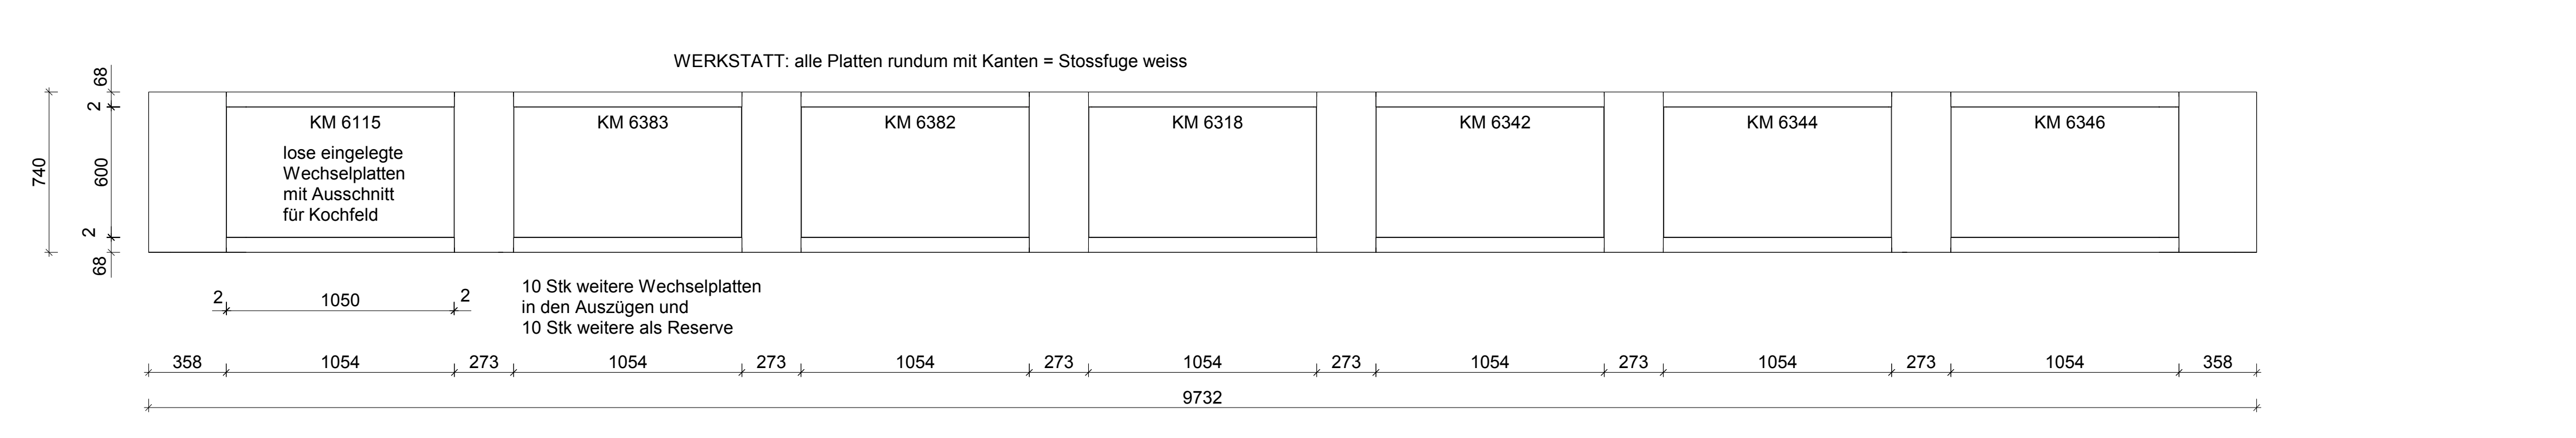 WERKSTATT: alle Platten rundum mit Kanten = Stossfuge weiss
68
2
740
600
2
68
KM 6115
KM 6383
KM 6382
KM 6318
KM 6342
KM 6344
KM 6346
lose eingelegte
Wechselplatten
mit Ausschnitt
für Kochfeld
2
1050
2
10 Stk weitere Wechselplatten
in den Auszügen und
10 Stk weitere als Reserve
358
1054
273
1054
273
1054
273
1054
273
1054
273
1054
273
1054
358
9732